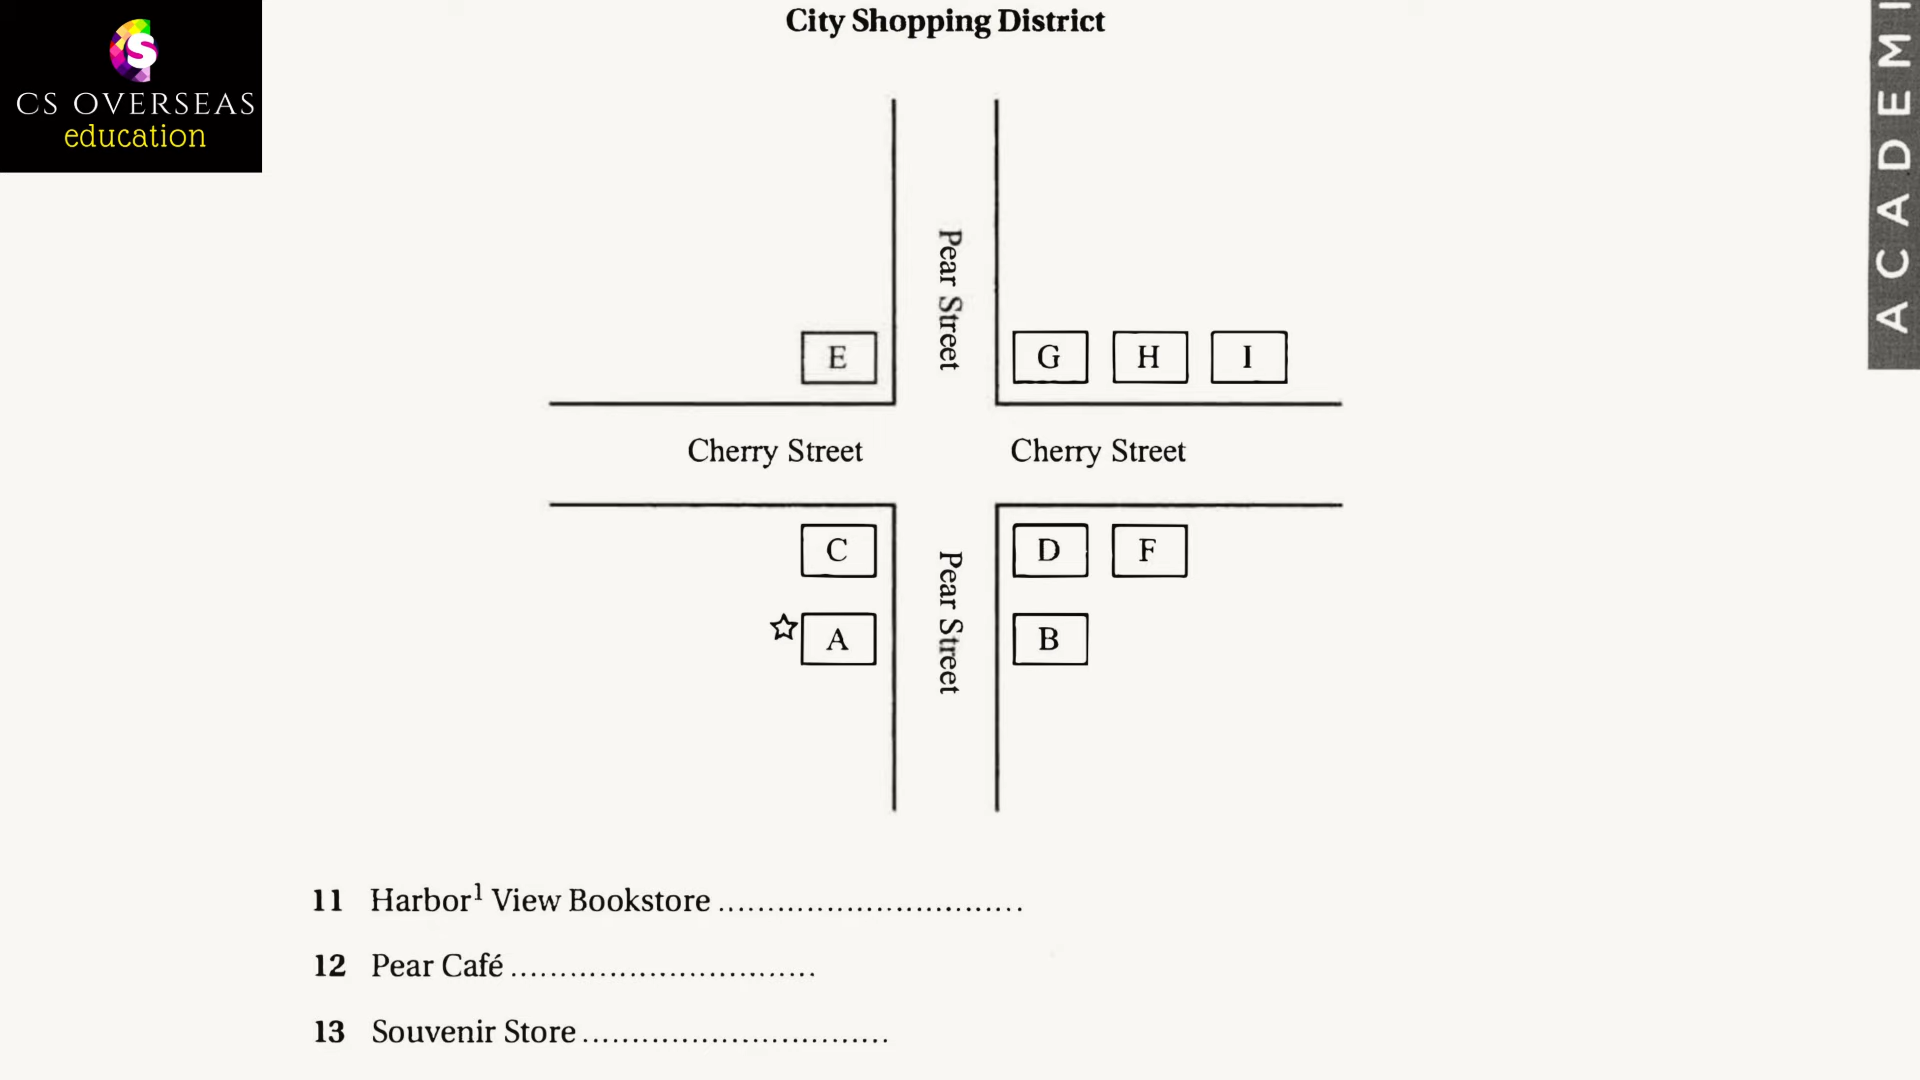 City Shopping District
S
CS OVERSEAS
education
ACADEMI
Pear Street
E
G H I
Cherry Street Cherry Street
C
D F
Pear Street
A
B
11 Harbor¹ View Bookstore ...............................
12 Pear Café ...............................
13 Souvenir Store ...............................